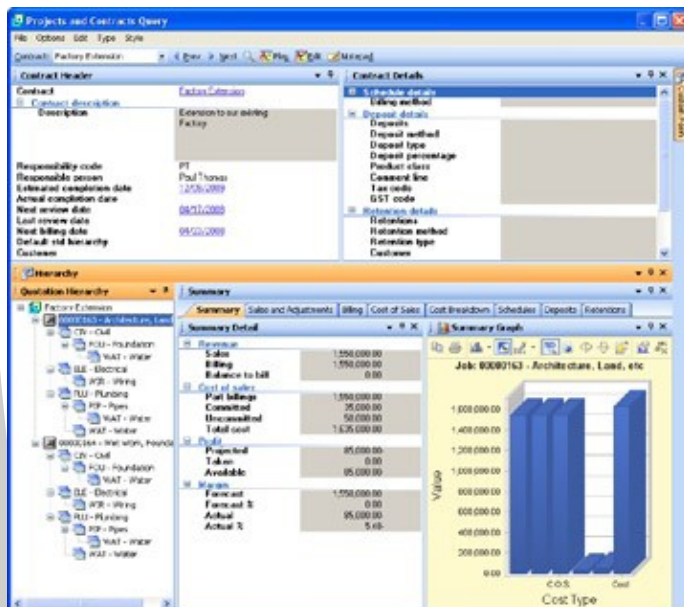 Projects and Contracts Query
File Options Edit Type Style
Contract: Factory Extension Prev Next Edit
Contract Header
Contract Factory Extension
Contract description
Description Extension to our existing
Factory
Responsibility code PT
Responsible person Paul Thomas
Estimated completion date
Actual completion date
Next review date
Last review date
Next billing date
Default std hierarchy
Customer
Contract Details
Schedule details
Billing method
Deposit details
Deposits
Deposit method
Deposit type
Deposit percentage
Product class
Comment line
Tax code
GST code
Retention details
Retentions
Retention method
Retention type
Customer
Hierarchy
Quotation Hierarchy
Factory Extension
00000163 - Architecture, Land,
CIV - Civil
FOU - Foundation
WAT - Water
ELE - Electrical
WIR - Wiring
PLU - Plumbing
PIP - Pipes
WAT - Water
WAT - Water
00000164 - Wet Work, Founda
CIV - Civil
FOU - Foundation
WAT - Water
ELE - Electrical
WIR - Wiring
PLU - Plumbing
PIP - Pipes
WAT - Water
WAT - Water
Summary
Summary Sales and Adjustments Billing Cost of Sales Cost Breakdown Schedules Deposits Retentions
Summary Detail
Revenue
Sales 1,550,000.00
Billing 1,550,000.00
Balance to bill 0.00
Cost of sales
Part billings 1,550,000.00
Committed 35,000.00
Uncommitted 50,000.00
Total cost 1,635,000.00
Profit
Projected 85,000.00
Taken 0.00
Available 85,000.00
Margin
Forecast 1,550,000.00
Forecast % 0.00
Actual 85,000.00
Actual %
Summary Graph
Job: 00000163 - Architecture, Land, etc
Value
1,600,000.00
1,400,000.00
1,200,000.00
1,000,000.00
800,000.00
600,000.00
400,000.00
200,000.00
0.00
C.O.S. Cost
Cost Type